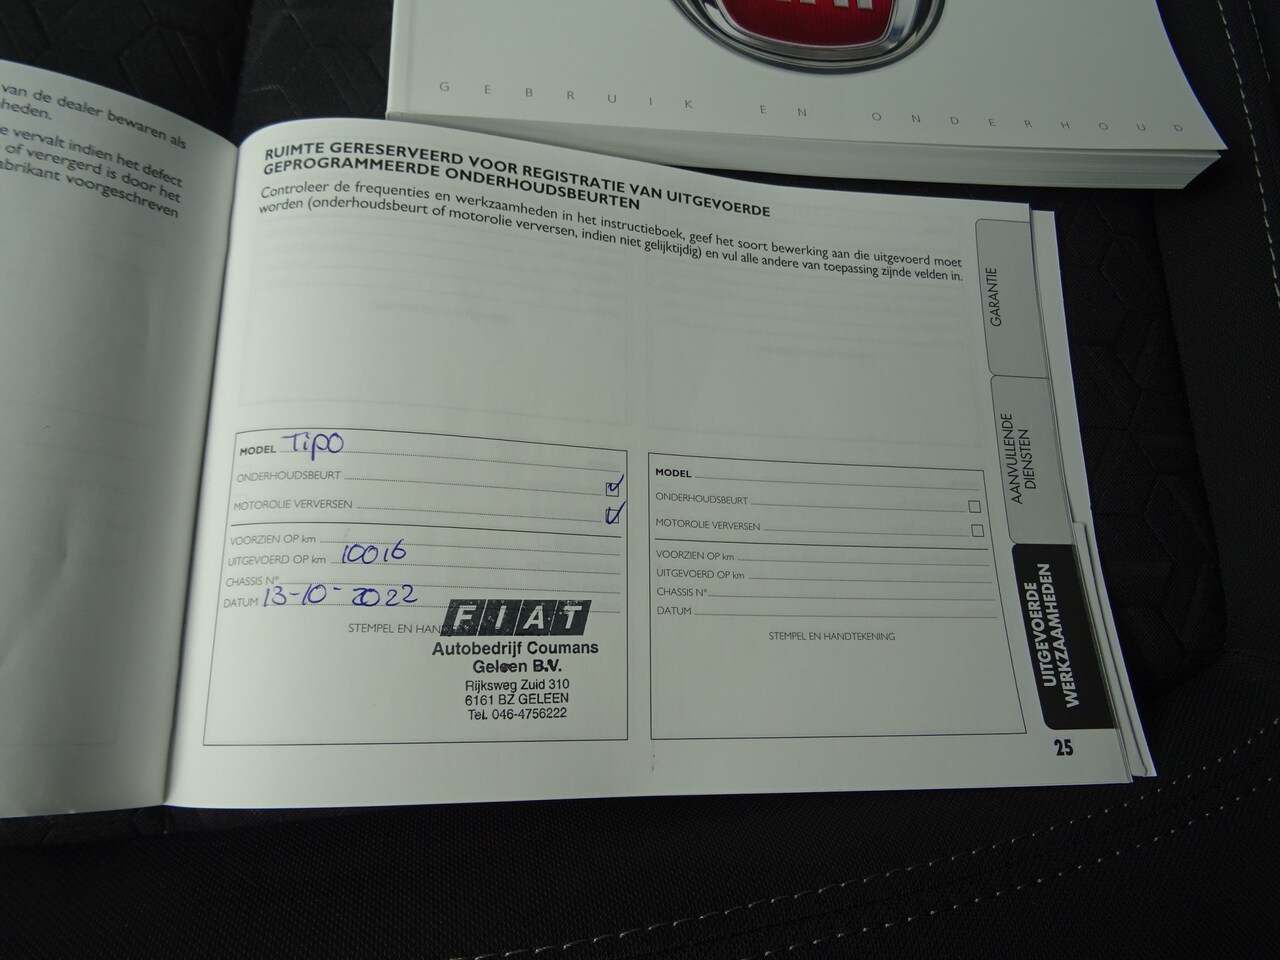 GEBRUIK EN ONDERHOUD
van de dealer bewaren als
heden.
e vervalt indien het defect
of verergerd is door het
abrikant voorgeschreven
RUIMTE GERESERVEERD VOOR REGISTRATIE VAN UITGEVOERDE
GEPROGRAMMEERDE ONDERHOUDSBEURTEN
Controleer de frequenties en werkzaamheden in het instructieboek, geef het soort bewerking aan die uitgevoerd moet
worden (onderhoudsbeurt of motorolie verversen, indien niet gelijktijdig) en vul alle andere van toepassing zijnde velden in.
MODEL Tipo
ONDERHOUDSBEURT
MOTOROLIE VERVERSEN
VOORZIEN OP km
UITGEVOERD OP km 10016
CHASSIS N°
DATUM 13-10-2022
STEMPEL EN HAN
FIAT
Autobedrijf Coumans
Geleen B.V.
Rijksweg Zuid 310
6161 BZ GELEEN
Tel. 046-4756222
MODEL
ONDERHOUDSBEURT
MOTOROLIE VERVERSEN
VOORZIEN OP km
UITGEVOERD OP km
CHASSIS N°
DATUM
STEMPEL EN HANDTEKENING
GARANTIE
AANVULLENDE
DIENSTEN
UITGEVOERDE
WERKZAAMHEDEN
25